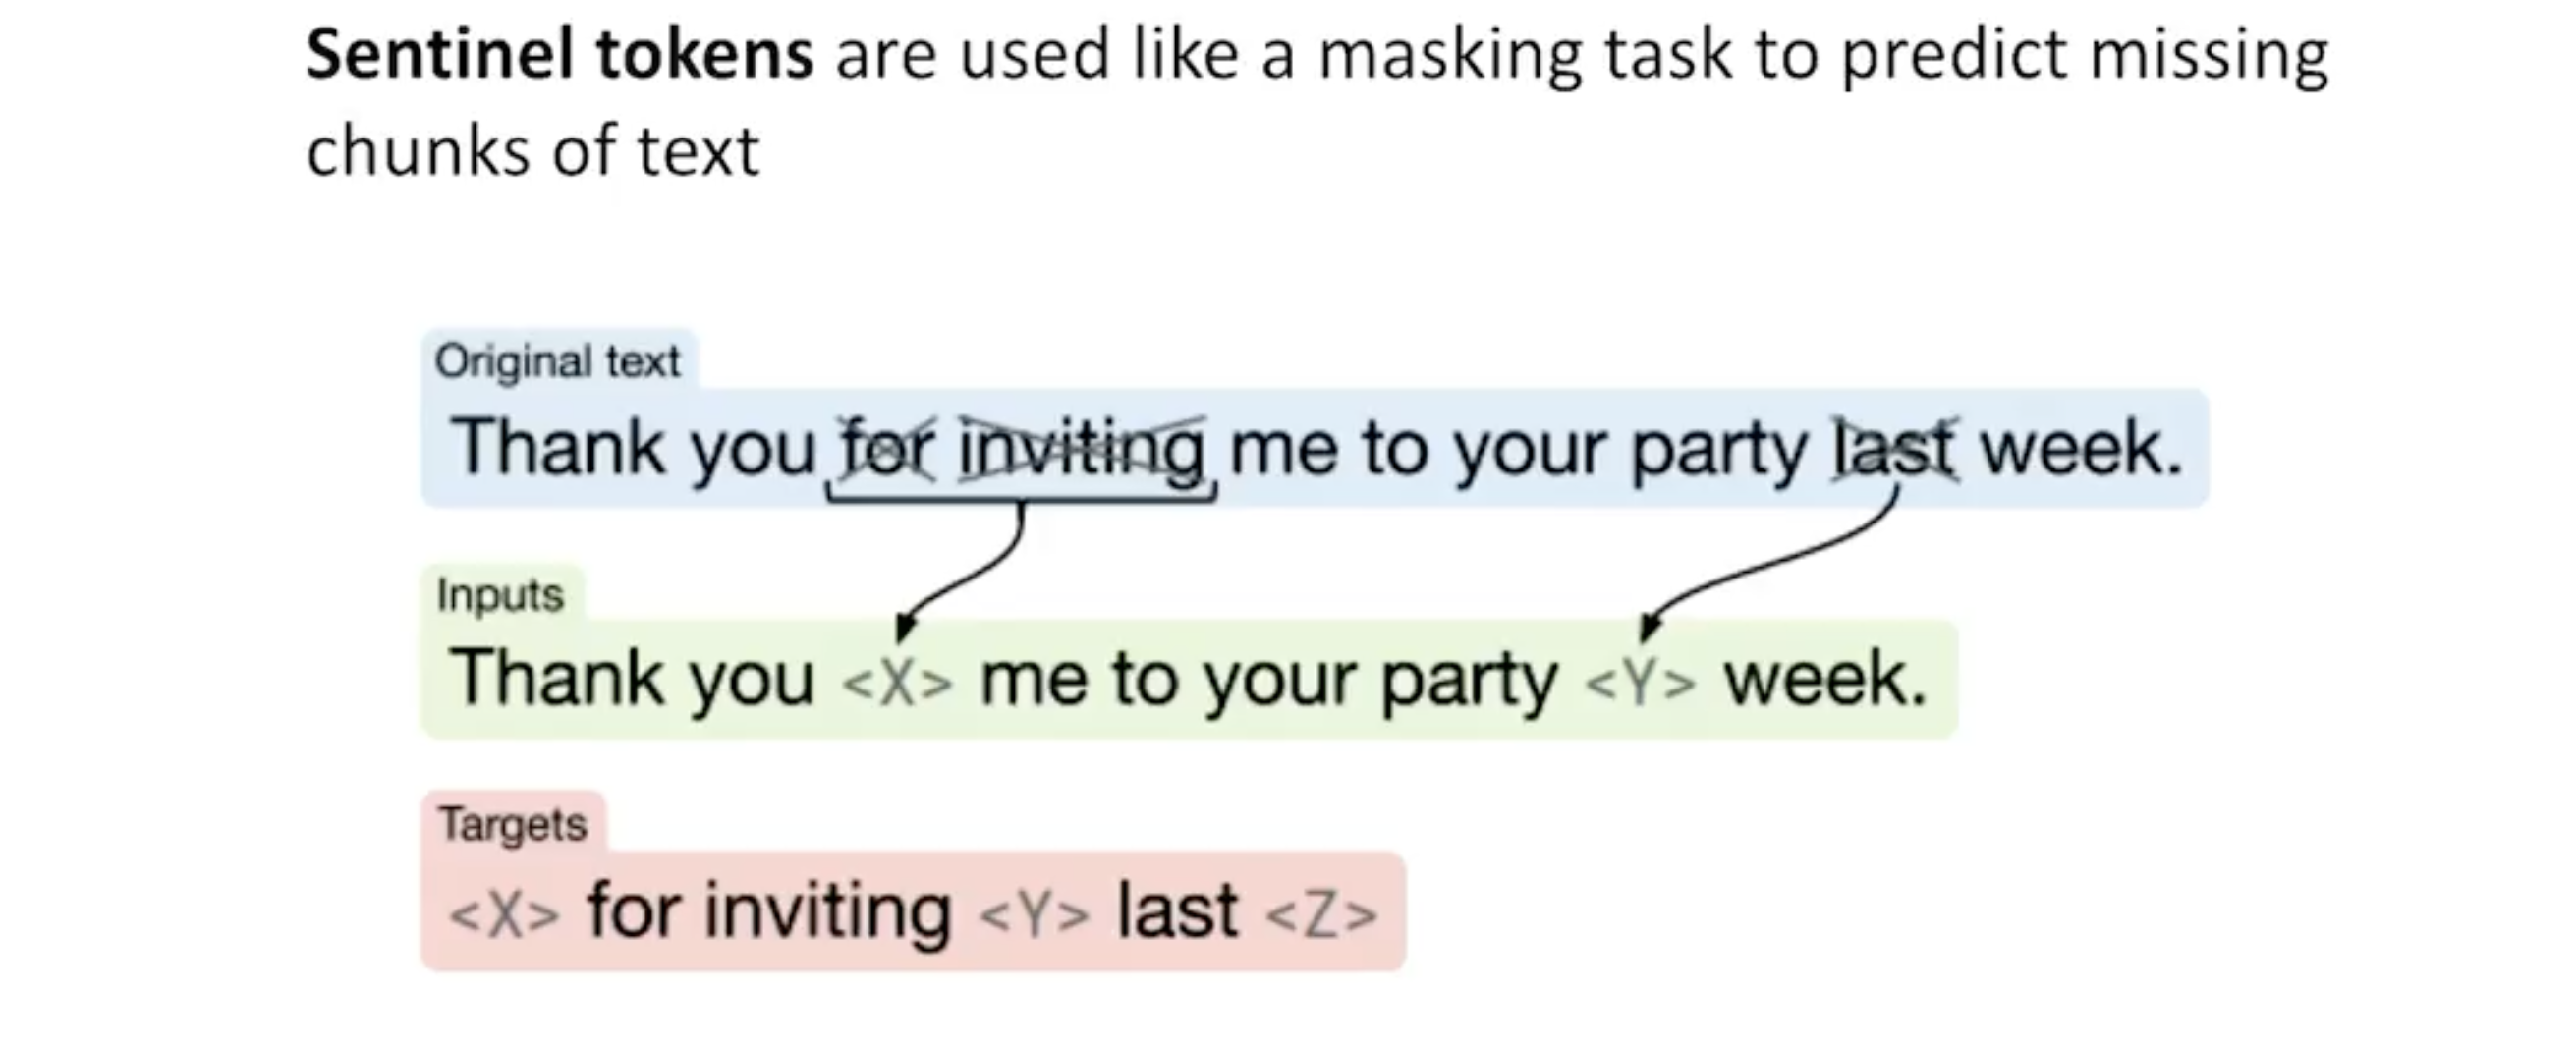 Sentinel tokens are used like a masking task to predict missing
chunks of text
Original text
Thank you for inviting me to your party last week.
Inputs
Thank you <X> me to your party <Y> week.
Targets
<X> for inviting <Y> last <Z>